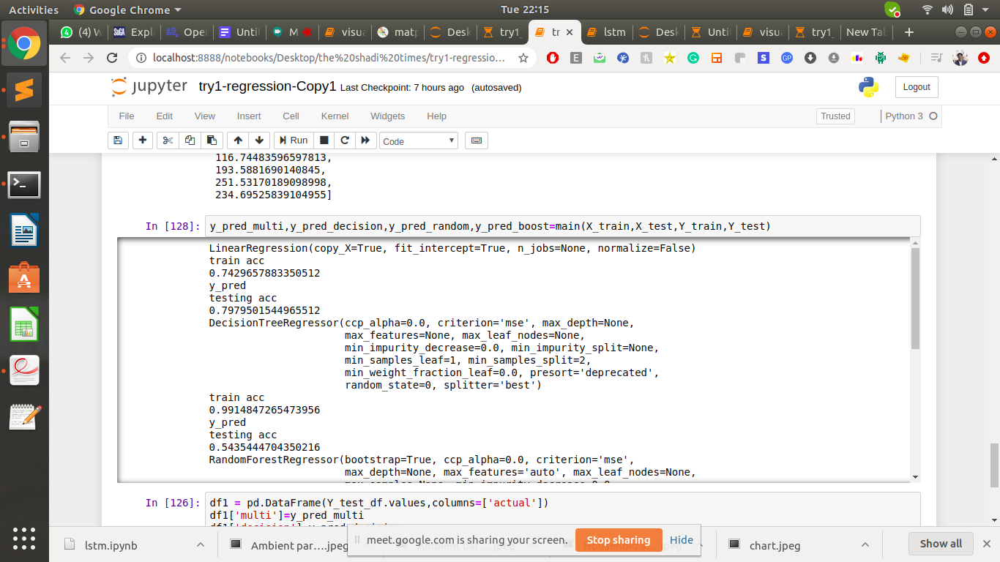 Activities
Google Chrome
Tue 22:15
(4) W
Expl
Oper
Unti
M
visua
matp
Desk
try1_
tr
lstm
Desk
Unti
visua
try1_
New Tab
localhost:8888/notebooks/Desktop/the%20shadi%20times/try1-regressio...
jupyter try1-regression-Copy1 Last Checkpoint: 7 hours ago (autosaved)
Logout
File Edit View Insert Cell Kernel Widgets Help
Trusted
Python 3
Run
Code
116.74483596597813,
193.5881690140845,
251.53170189098998,
234.69525839104955]
In [128]: y_pred_multi,y_pred_decision,y_pred_random,y_pred_boost=main(X_train,X_test,Y_train,Y_test)
LinearRegression(copy_X=True, fit_intercept=True, n_jobs=None, normalize=False)
train acc
0.7429657883350512
y_pred
testing acc
0.7979501544965512
DecisionTreeRegressor(ccp_alpha=0.0, criterion='mse', max_depth=None,
max_features=None, max_leaf_nodes=None,
min_impurity_decrease=0.0, min_impurity_split=None,
min_samples_leaf=1, min_samples_split=2,
min_weight_fraction_leaf=0.0, presort='deprecated',
random_state=0, splitter='best')
train acc
0.9914847265473956
y_pred
testing acc
0.5435444704350216
RandomForestRegressor(bootstrap=True, ccp_alpha=0.0, criterion='mse',
max_depth=None, max_features='auto', max_leaf_nodes=None,
In [126]: df1 = pd.DataFrame(Y_test_df.values,columns=['actual'])
df1['multi']=y_pred_multi
meet.google.com is sharing your screen.
Stop sharing
Hide
lstm.ipynb
Ambient par....jpeg
chart.jpeg
Show all